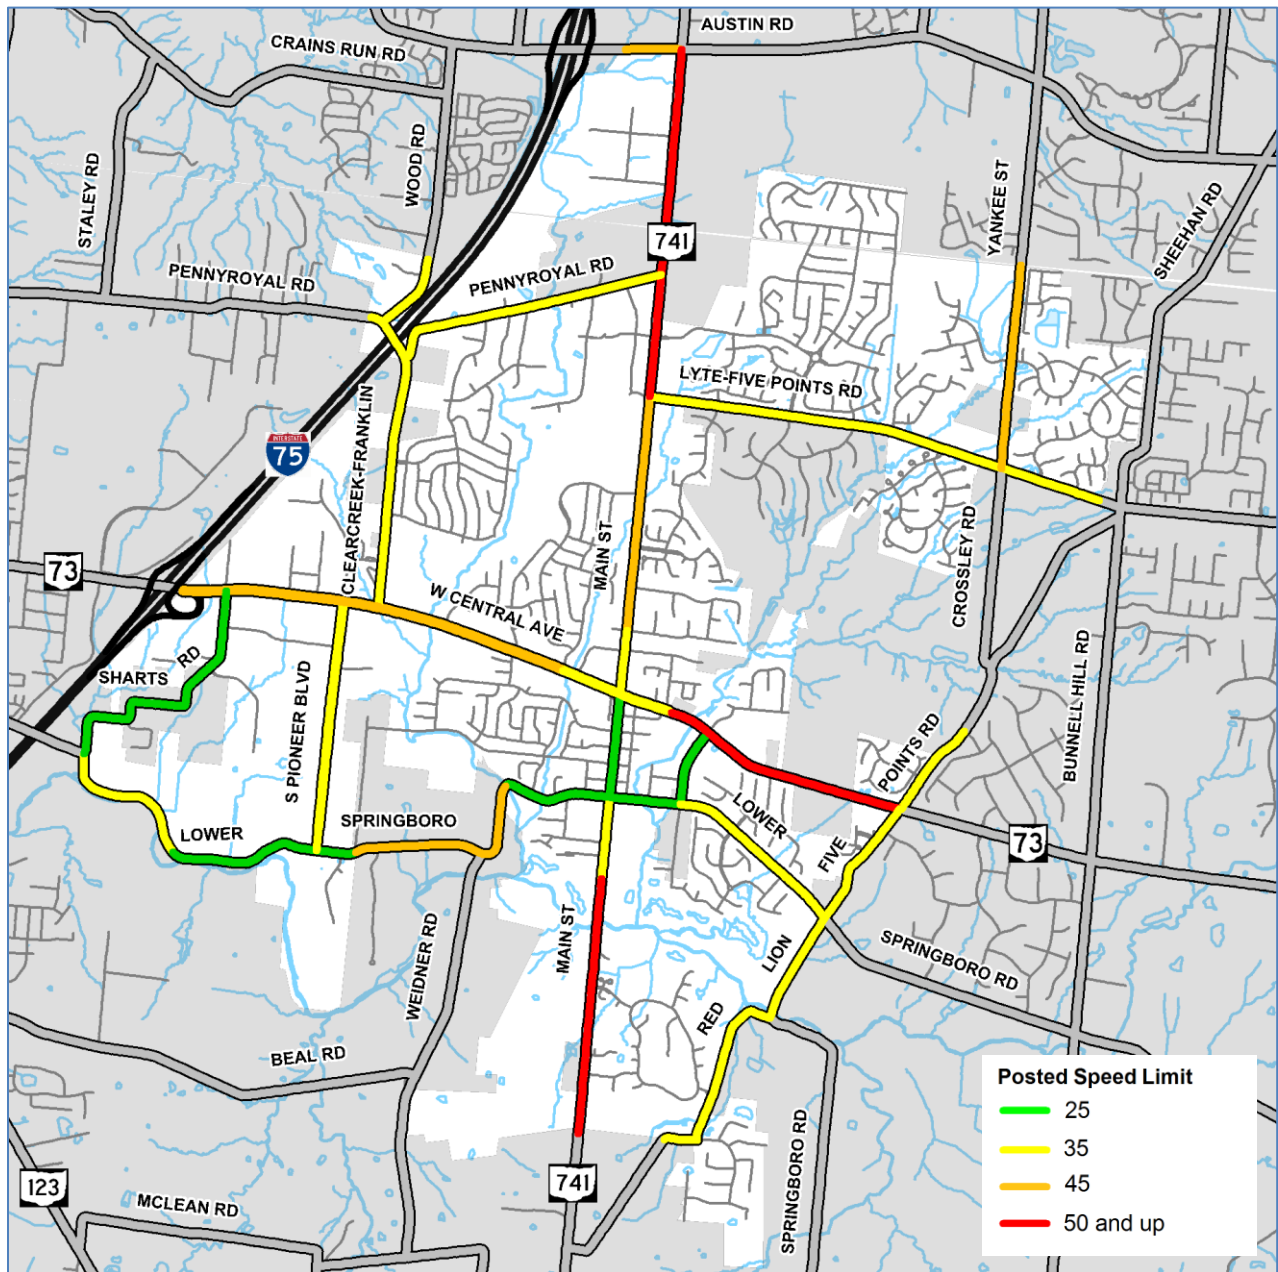 AUSTIN RD
CRAINS RUN RD
WOOD RD
STALEY RD
YANKEE ST
SHEEHAN RD
741
PENNYROYAL RD
PENNYROYAL RD
LYTE-FIVE POINTS RD
CLEARCREEK-FRANKLIN
INTERSTATE
75
CROSSLEY RD
MAIN ST
73
W CENTRAL AVE
SHARTS RD
S PIONEER BLVD
BUNNELL HILL RD
POINTS RD
LOWER
SPRINGBORO
LOWER
FIVE
73
MAIN ST
WEIDNER RD
LION
SPRINGBORO RD
RED
BEAL RD
SPRINGBORO RD
741
123
MCLEAN RD
Posted Speed Limit
25
35
45
50 and up